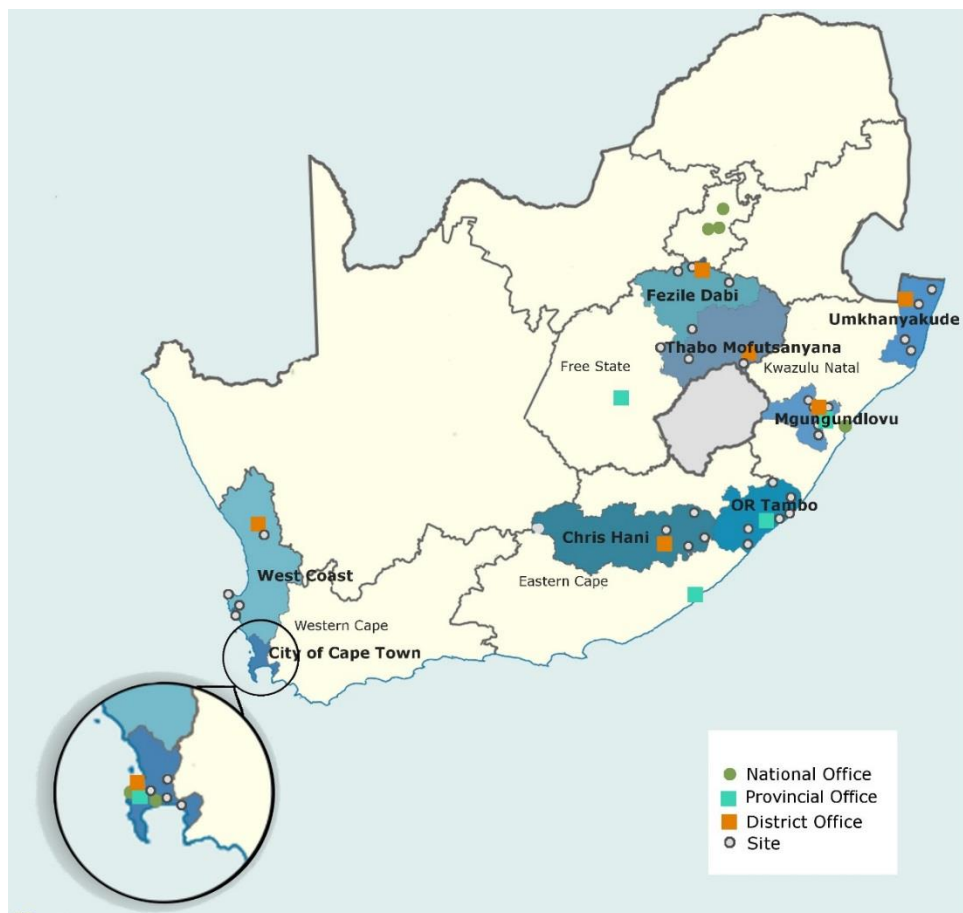 Fezile Dabi
Umkhanyakude
Thabo Mofutsanyana
Free State
Kwazulu Natal
Mgungundlovu
OR Tambo
Chris Hani
West Coast
Eastern Cape
Western Cape
City of Cape Town
National Office
Provincial Office
District Office
Site